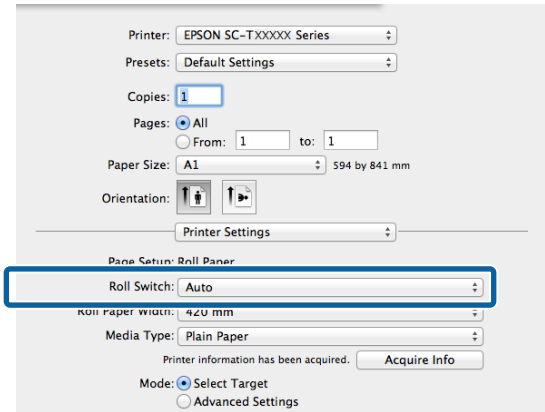 Printer: EPSON SC-TXXXXX Series
Presets: Default Settings
Copies: 1
Pages: All
From: 1 to: 1
Paper Size: A1 594 by 841 mm
Orientation:
Printer Settings
Page Setup: Roll Paper
Roll Switch: Auto
Roll Paper Width: 420 mm
Media Type: Plain Paper
Printer information has been acquired. Acquire Info
Mode: Select Target
Advanced Settings